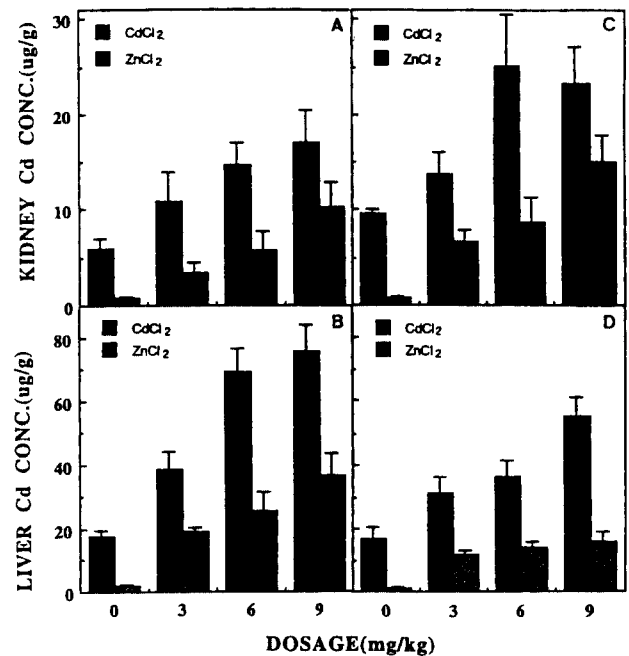 30
20
10
0
KIDNEY Cd CONC.(ug/g)
CdCl2
ZnCl2
A
CdCl2
ZnCl2
C
80
60
40
20
0
LIVER Cd CONC.(ug/g)
CdCl2
ZnCl2
B
CdCl2
ZnCl2
D
0 3 6 9 0 3 6 9
DOSAGE(mg/kg)